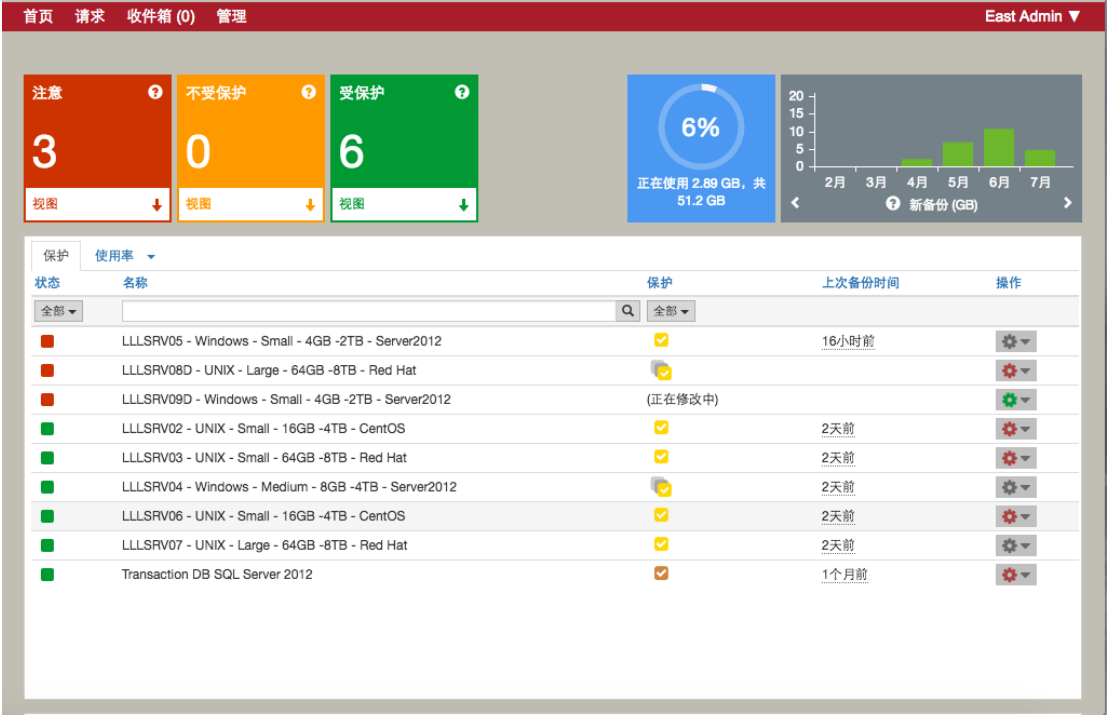 首页 请求 收件箱 (0) 管理 East Admin ▼
注意 ? 不受保护 ? 受保护 ?
3 0 6
视图 视图 视图
6%
正在使用 2.89 GB，共
51.2 GB
20
15
10
5
0
2月 3月 4月 5月 6月 7月
? 新备份 (GB)
保护 使用率
状态 名称 保护 上次备份时间 操作
全部 全部
LLLSRV05 - Windows - Small - 4GB -2TB - Server2012 16小时前
LLLSRV08D - UNIX - Large - 64GB -8TB - Red Hat
LLLSRV09D - Windows - Small - 4GB -2TB - Server2012 (正在修改中)
LLLSRV02 - UNIX - Small - 16GB -4TB - CentOS 2天前
LLLSRV03 - UNIX - Small - 64GB -8TB - Red Hat 2天前
LLLSRV04 - Windows - Medium - 8GB -4TB - Server2012 2天前
LLLSRV06 - UNIX - Small - 16GB -4TB - CentOS 2天前
LLLSRV07 - UNIX - Large - 64GB -8TB - Red Hat 2天前
Transaction DB SQL Server 2012 1个月前